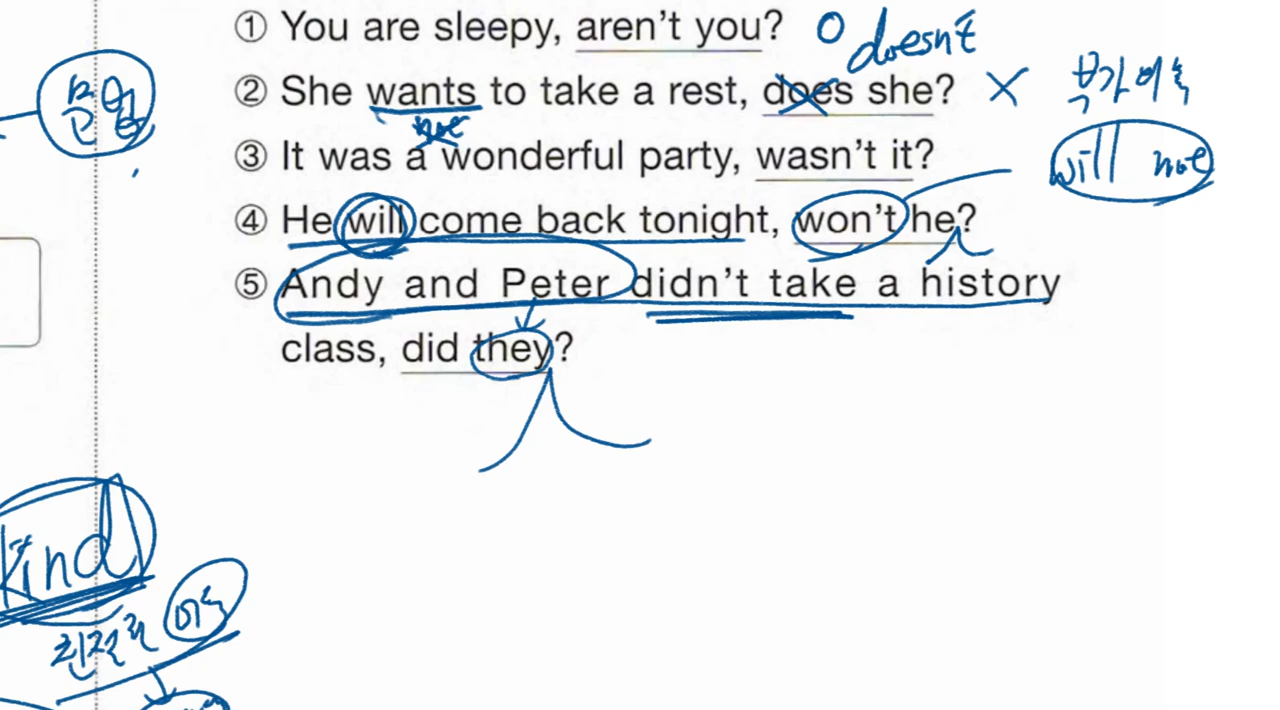 ① You are sleepy, aren't you? O
doesn't
② She wants to take a rest, does she? X
not
부가의문
③ It was a wonderful party, wasn't it?
will not
④ He will come back tonight, won't he?
⑤ Andy and Peter didn't take a history
class, did they?
kind